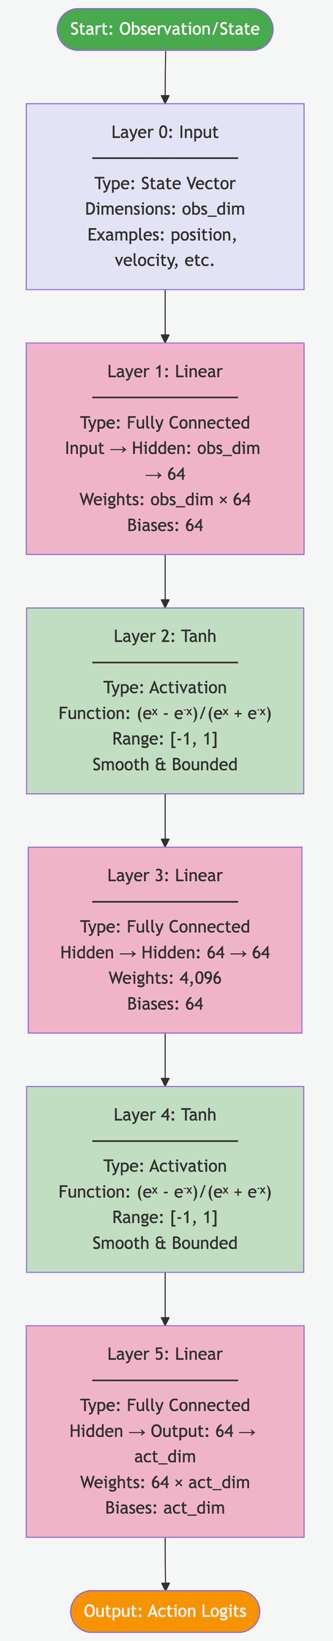 Start: Observation/State
Layer 0: Input
Type: State Vector
Dimensions: obs_dim
Examples: position,
velocity, etc.
Layer 1: Linear
Type: Fully Connected
Input → Hidden: obs_dim
→ 64
Weights: obs_dim × 64
Biases: 64
Layer 2: Tanh
Type: Activation
Function: (eˣ - e⁻ˣ)/(eˣ + e⁻ˣ)
Range: [-1, 1]
Smooth & Bounded
Layer 3: Linear
Type: Fully Connected
Hidden → Hidden: 64 → 64
Weights: 4,096
Biases: 64
Layer 4: Tanh
Type: Activation
Function: (eˣ - e⁻ˣ)/(eˣ + e⁻ˣ)
Range: [-1, 1]
Smooth & Bounded
Layer 5: Linear
Type: Fully Connected
Hidden → Output: 64 →
act_dim
Weights: 64 × act_dim
Biases: act_dim
Output: Action Logits